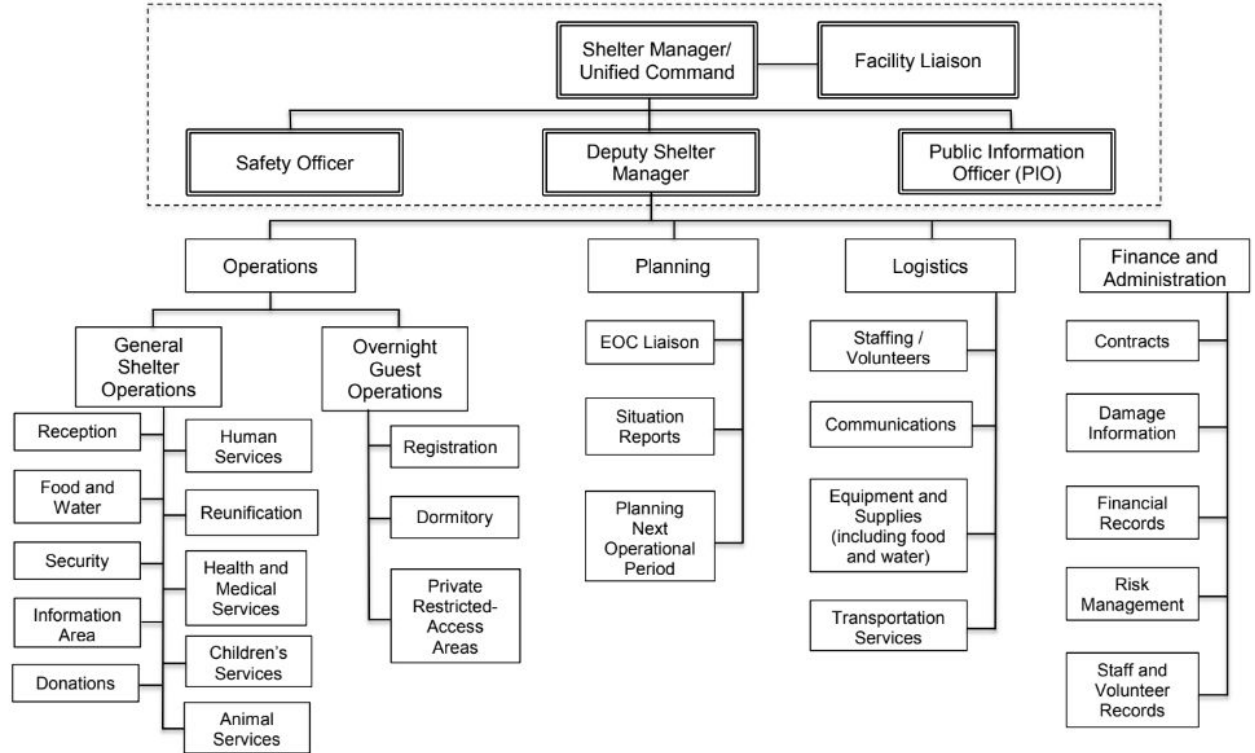 Shelter Manager/
Unified Command
Facility Liaison
Safety Officer
Deputy Shelter
Manager
Public Information
Officer (PIO)
Operations
Planning
Logistics
Finance and
Administration
General
Shelter
Operations
Reception
Food and
Water
Security
Information
Area
Donations
Human
Services
Reunification
Health and
Medical
Services
Children's
Services
Animal
Services
Overnight
Guest
Operations
Registration
Dormitory
Private
Restricted-
Access
Areas
EOC Liaison
Situation
Reports
Planning
Next
Operational
Period
Staffing /
Volunteers
Communications
Equipment and
Supplies
(including food
and water)
Transportation
Services
Contracts
Damage
Information
Financial
Records
Risk
Management
Staff and
Volunteer
Records